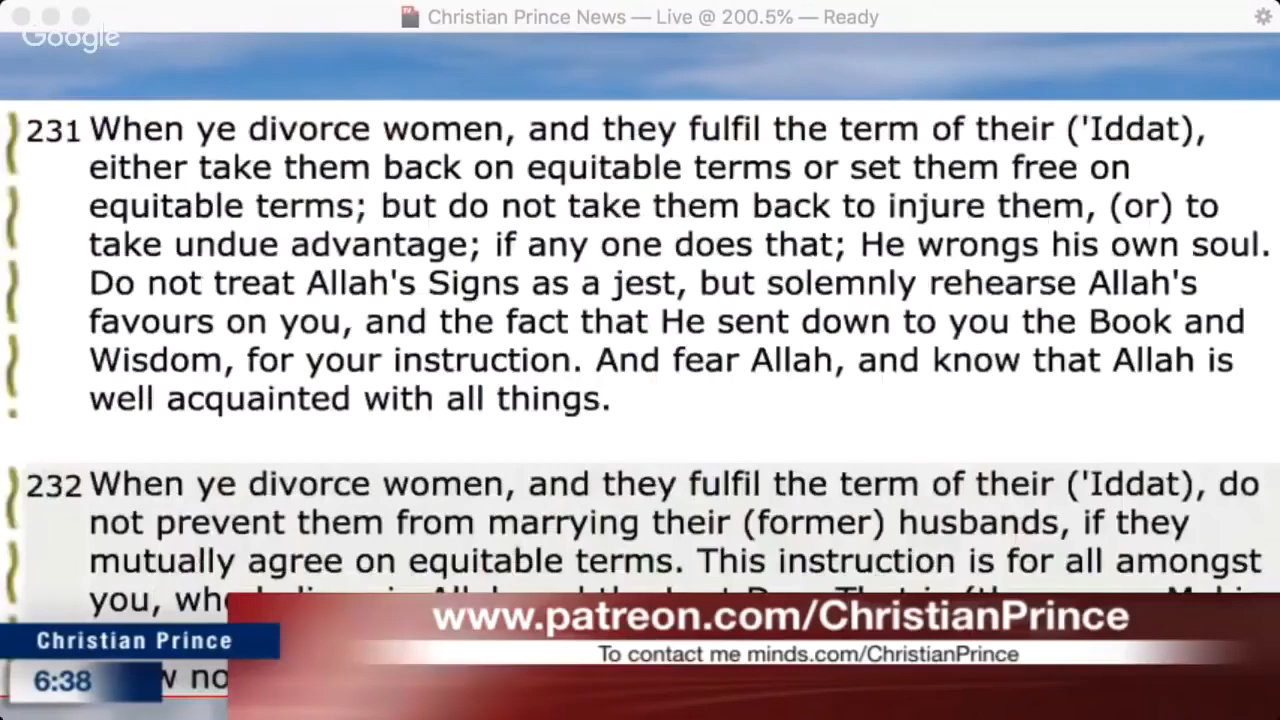 Christian Prince News — Live @ 200.5% — Ready
Google
231 When ye divorce women, and they fulfil the term of their ('Iddat),
either take them back on equitable terms or set them free on
equitable terms; but do not take them back to injure them, (or) to
take undue advantage; if any one does that; He wrongs his own soul.
Do not treat Allah's Signs as a jest, but solemnly rehearse Allah's
favours on you, and the fact that He sent down to you the Book and
Wisdom, for your instruction. And fear Allah, and know that Allah is
well acquainted with all things.
232 When ye divorce women, and they fulfil the term of their ('Iddat), do
not prevent them from marrying their (former) husbands, if they
mutually agree on equitable terms. This instruction is for all amongst
you,
www.patreon.com/ChristianPrince
Christian Prince
To contact me minds.com/ChristianPrince
6:38
no